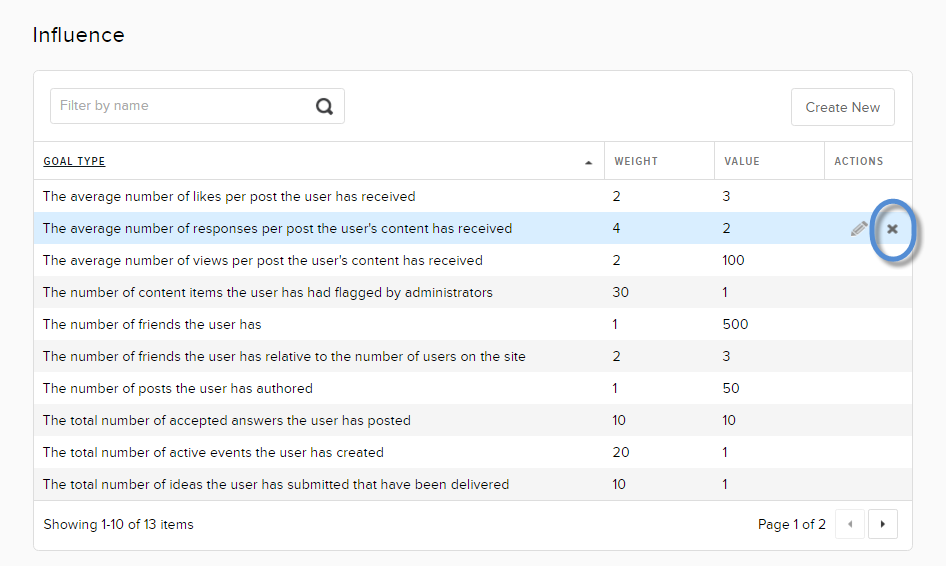 Influence
Filter by name
Create New
GOAL TYPE WEIGHT VALUE ACTIONS
The average number of likes per post the user has received 2 3
The average number of responses per post the user's content has received 4 2
The average number of views per post the user's content has received 2 100
The number of content items the user has had flagged by administrators 30 1
The number of friends the user has 1 500
The number of friends the user has relative to the number of users on the site 2 3
The number of posts the user has authored 1 50
The total number of accepted answers the user has posted 10 10
The total number of active events the user has created 20 1
The total number of ideas the user has submitted that have been delivered 10 1
Showing 1-10 of 13 items Page 1 of 2